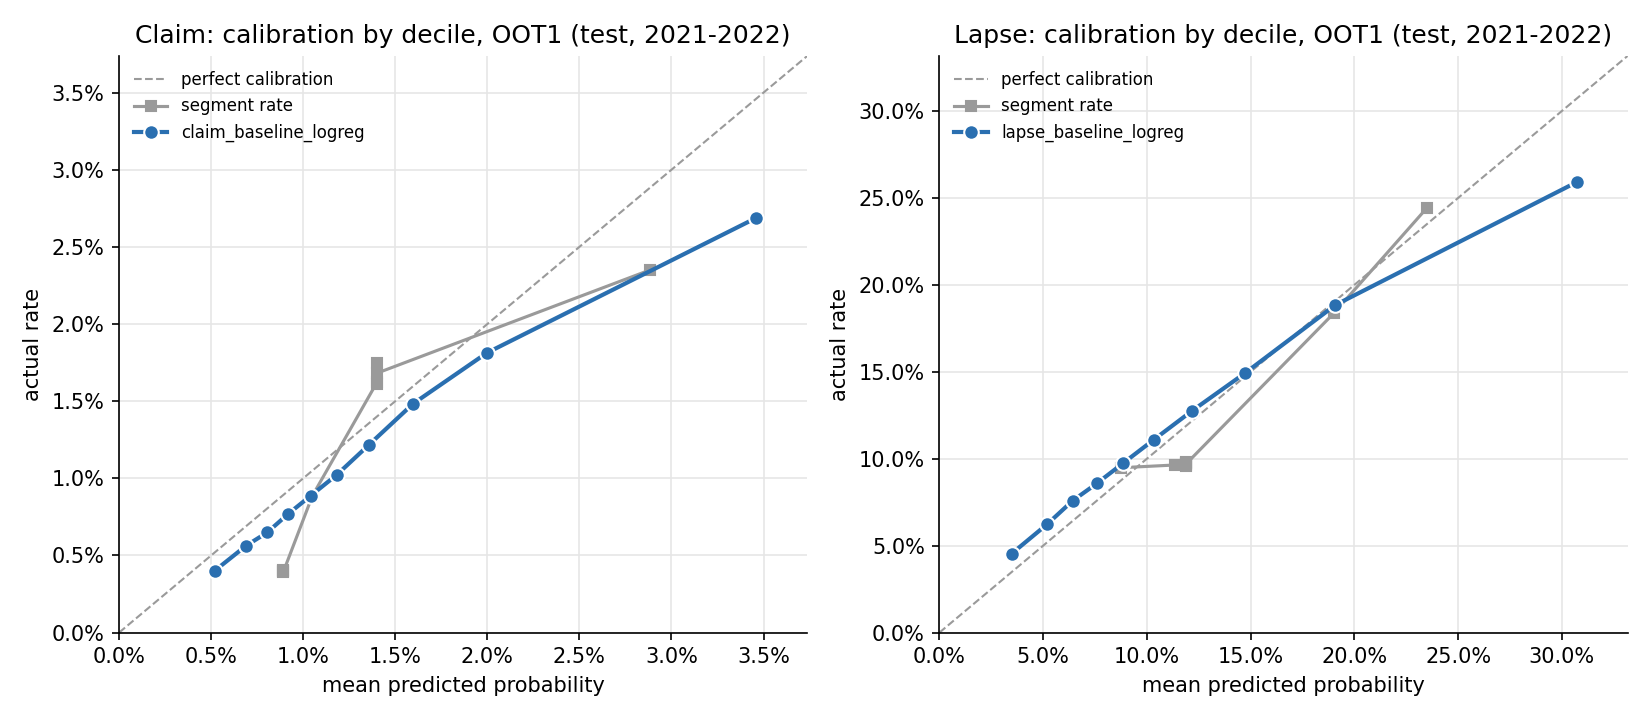 Claim: calibration by decile, OOT1 (test, 2021-2022)
perfect calibration
segment rate
claim_baseline_logreg
actual rate
3.5%
3.0%
2.5%
2.0%
1.5%
1.0%
0.5%
0.0%
0.0% 0.5% 1.0% 1.5% 2.0% 2.5% 3.0% 3.5%
mean predicted probability
Lapse: calibration by decile, OOT1 (test, 2021-2022)
perfect calibration
segment rate
lapse_baseline_logreg
actual rate
30.0%
25.0%
20.0%
15.0%
10.0%
5.0%
0.0%
0.0% 5.0% 10.0% 15.0% 20.0% 25.0% 30.0%
mean predicted probability